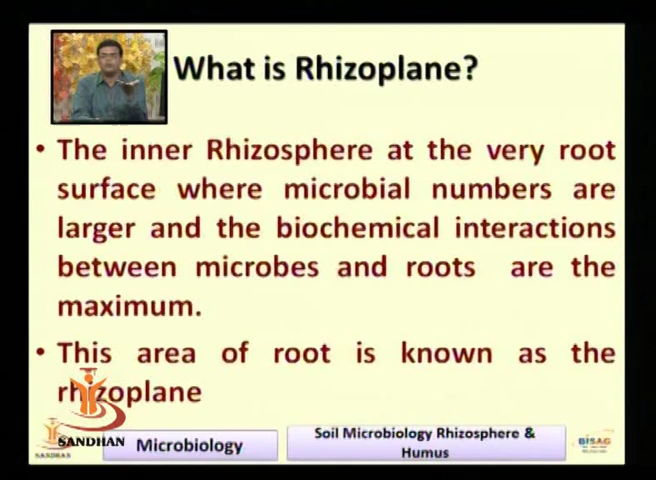 What is Rhizoplane?
• The inner Rhizosphere at the very root
surface where microbial numbers are
larger and the biochemical interactions
between microbes and roots are the
maximum.
• This area of root is known as the
rhizoplane
SANDHAN
SANDHAN
Microbiology
Soil Microbiology Rhizosphere &
Humus
BISAG